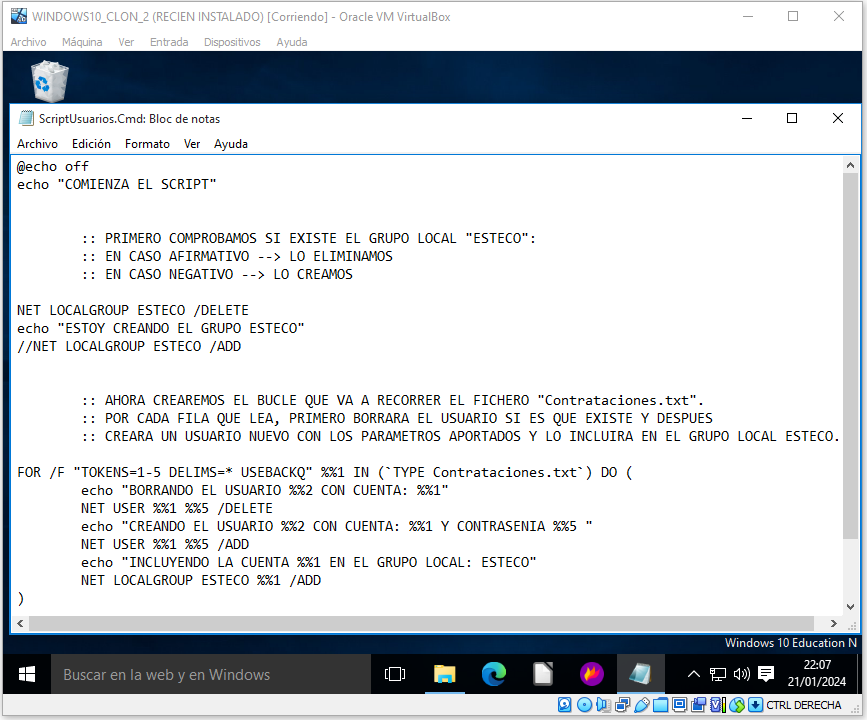 WINDOWS10_CLON_2 (RECIEN INSTALADO) [Corriendo] - Oracle VM VirtualBox
Archivo Máquina Ver Entrada Dispositivos Ayuda
ScriptUsuarios.Cmd: Bloc de notas
Archivo Edición Formato Ver Ayuda
@echo off
echo "COMIENZA EL SCRIPT"
:: PRIMERO COMPROBAMOS SI EXISTE EL GRUPO LOCAL "ESTECO":
:: EN CASO AFIRMATIVO --> LO ELIMINAMOS
:: EN CASO NEGATIVO --> LO CREAMOS
NET LOCALGROUP ESTECO /DELETE
echo "ESTOY CREANDO EL GRUPO ESTECO"
//NET LOCALGROUP ESTECO /ADD
:: AHORA CREAREMOS EL BUCLE QUE VA A RECORRER EL FICHERO "Contrataciones.txt".
:: POR CADA FILA QUE LEA, PRIMERO BORRARA EL USUARIO SI ES QUE EXISTE Y DESPUES
:: CREARA UN USUARIO NUEVO CON LOS PARAMETROS APORTADOS Y LO INCLUIRA EN EL GRUPO LOCAL ESTECO.
FOR /F "TOKENS=1-5 DELIMS=* USEBACKQ" %%1 IN (`TYPE Contrataciones.txt`) DO (
echo "BORRANDO EL USUARIO %%2 CON CUENTA: %%1"
NET USER %%1 %%5 /DELETE
echo "CREANDO EL USUARIO %%2 CON CUENTA: %%1 Y CONTRASENIA %%5 "
NET USER %%1 %%5 /ADD
echo "INCLUYENDO LA CUENTA %%1 EN EL GRUPO LOCAL: ESTECO"
NET LOCALGROUP ESTECO %%1 /ADD
)
Windows 10 Education N
Buscar en la web y en Windows
22:07
21/01/2024
CTRL DERECHA